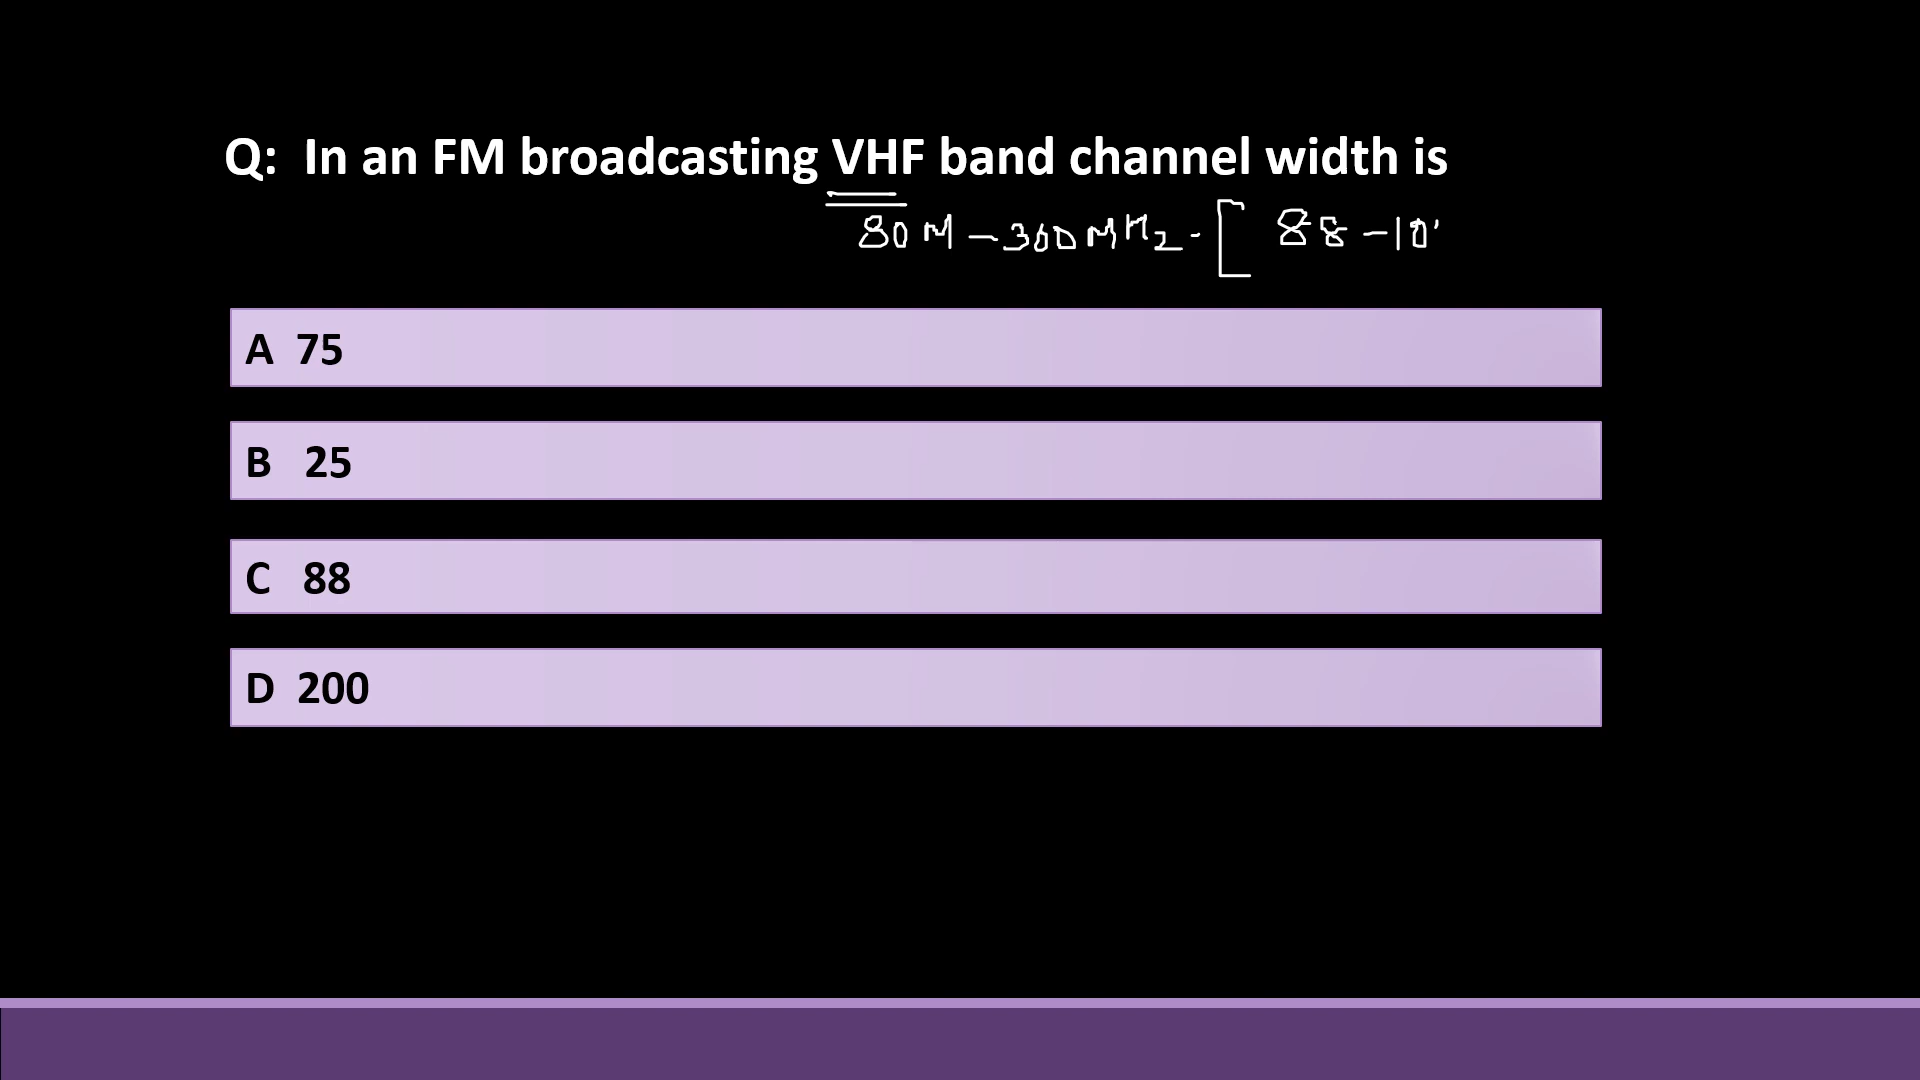 Q: In an FM broadcasting VHF band channel width is
80 M - 300 MHz - [ 88 - 10'
A 75
B 25
C 88
D 200